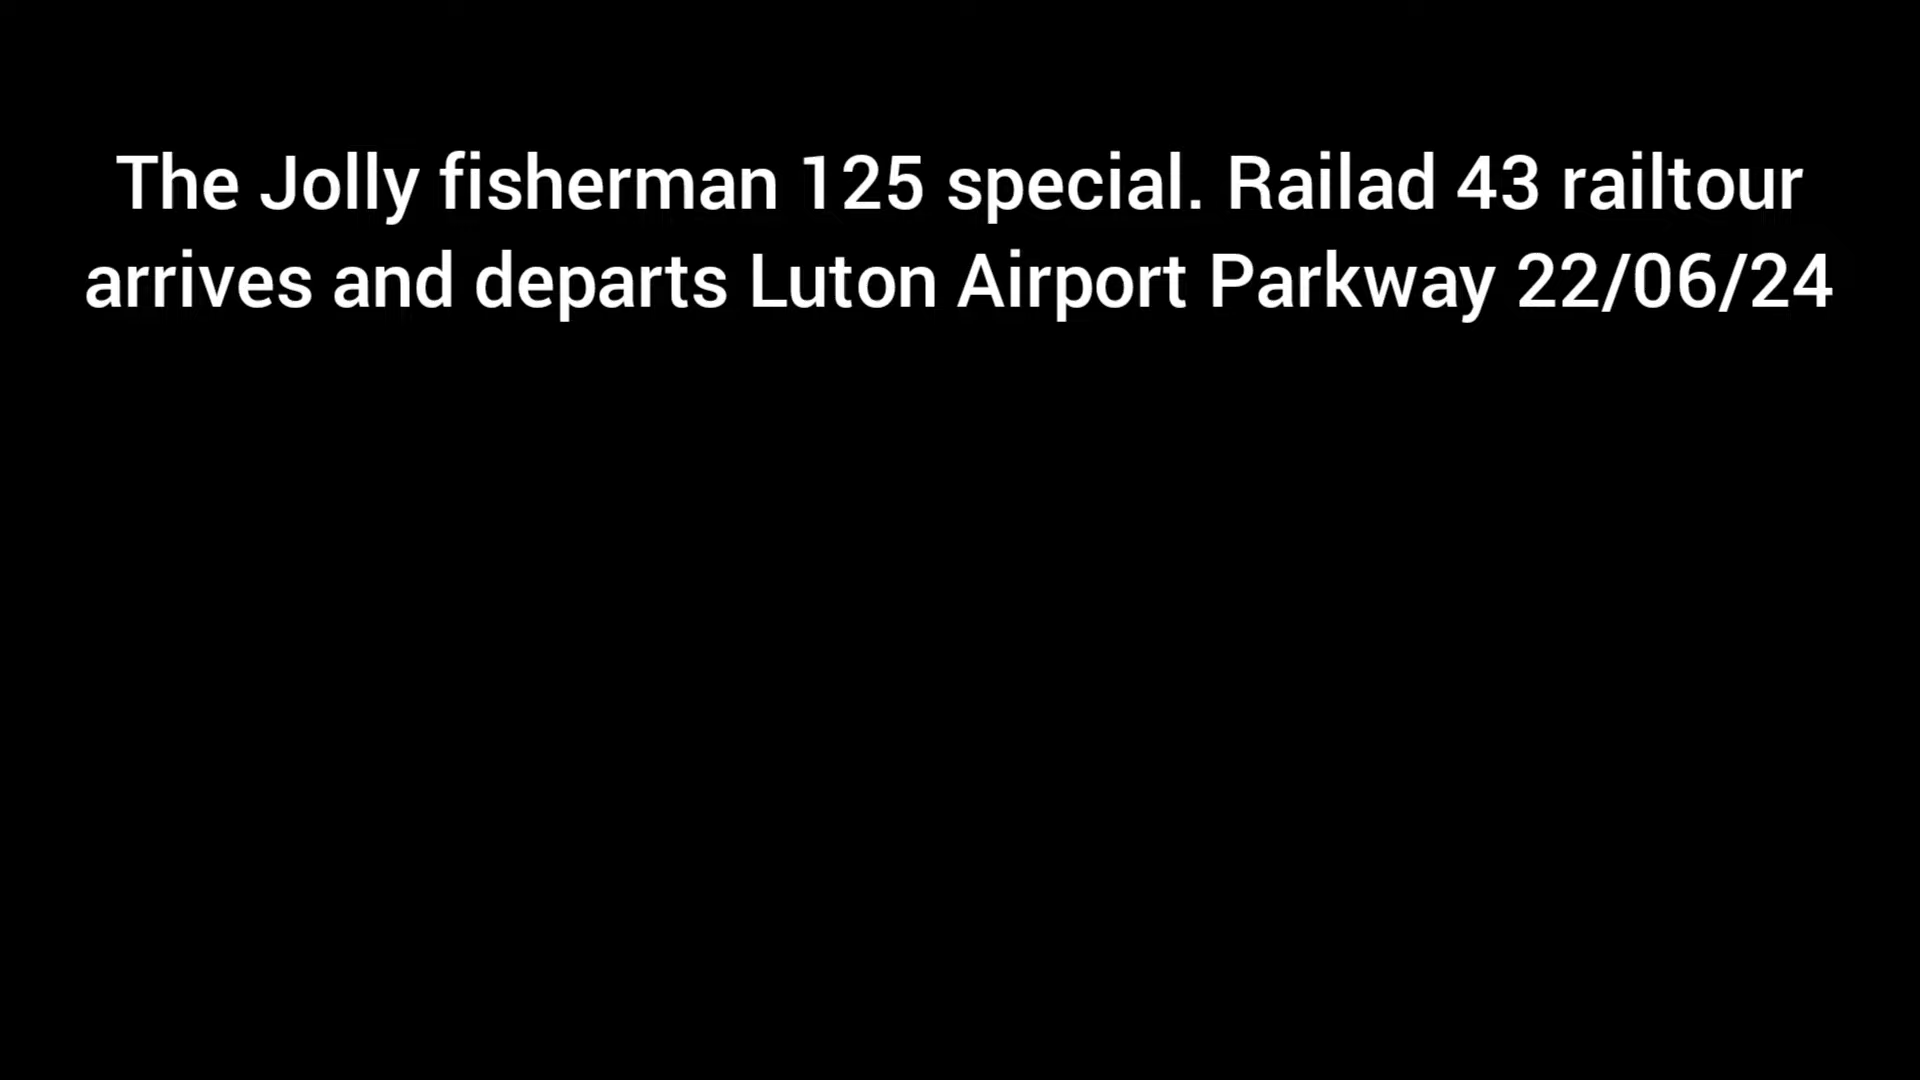 The Jolly fisherman 125 special. Railad 43 railtour
arrives and departs Luton Airport Parkway 22/06/24